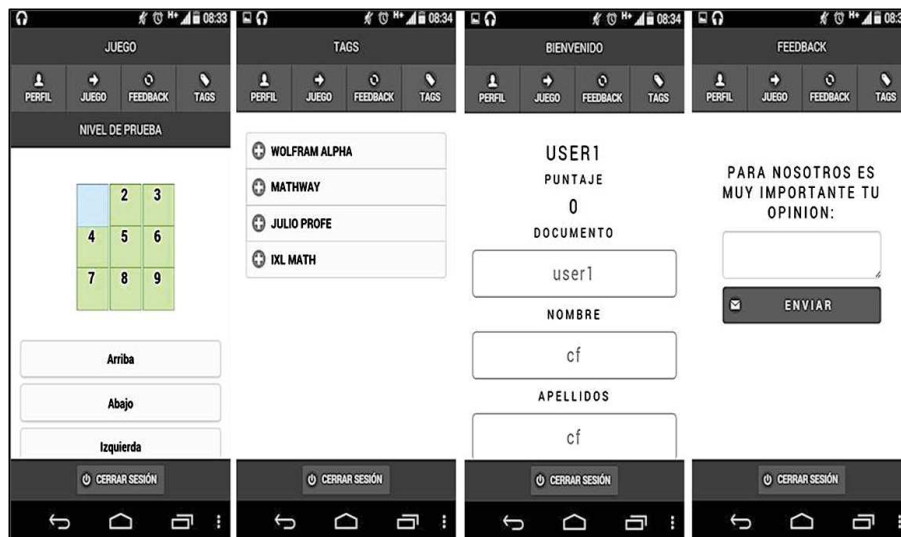 08:33
JUEGO
PERFIL JUEGO FEEDBACK TAGS
NIVEL DE PRUEBA
2 3
4 5 6
7 8 9
Arriba
Abajo
Izquierda
CERRAR SESIÓN
H+ 08:34
TAGS
PERFIL JUEGO FEEDBACK TAGS
WOLFRAM ALPHA
MATHWAY
JULIO PROFE
IXL MATH
CERRAR SESIÓN
H+ 08:34
BIENVENIDO
PERFIL JUEGO FEEDBACK TAGS
USER1
PUNTAJE
0
DOCUMENTO
user1
NOMBRE
cf
APELLIDOS
cf
CERRAR SESIÓN
H+
FEEDBACK
PERFIL JUEGO FEEDBACK TAGS
PARA NOSOTROS ES
MUY IMPORTANTE TU
OPINION:
ENVIAR
CERRAR SESIÓN